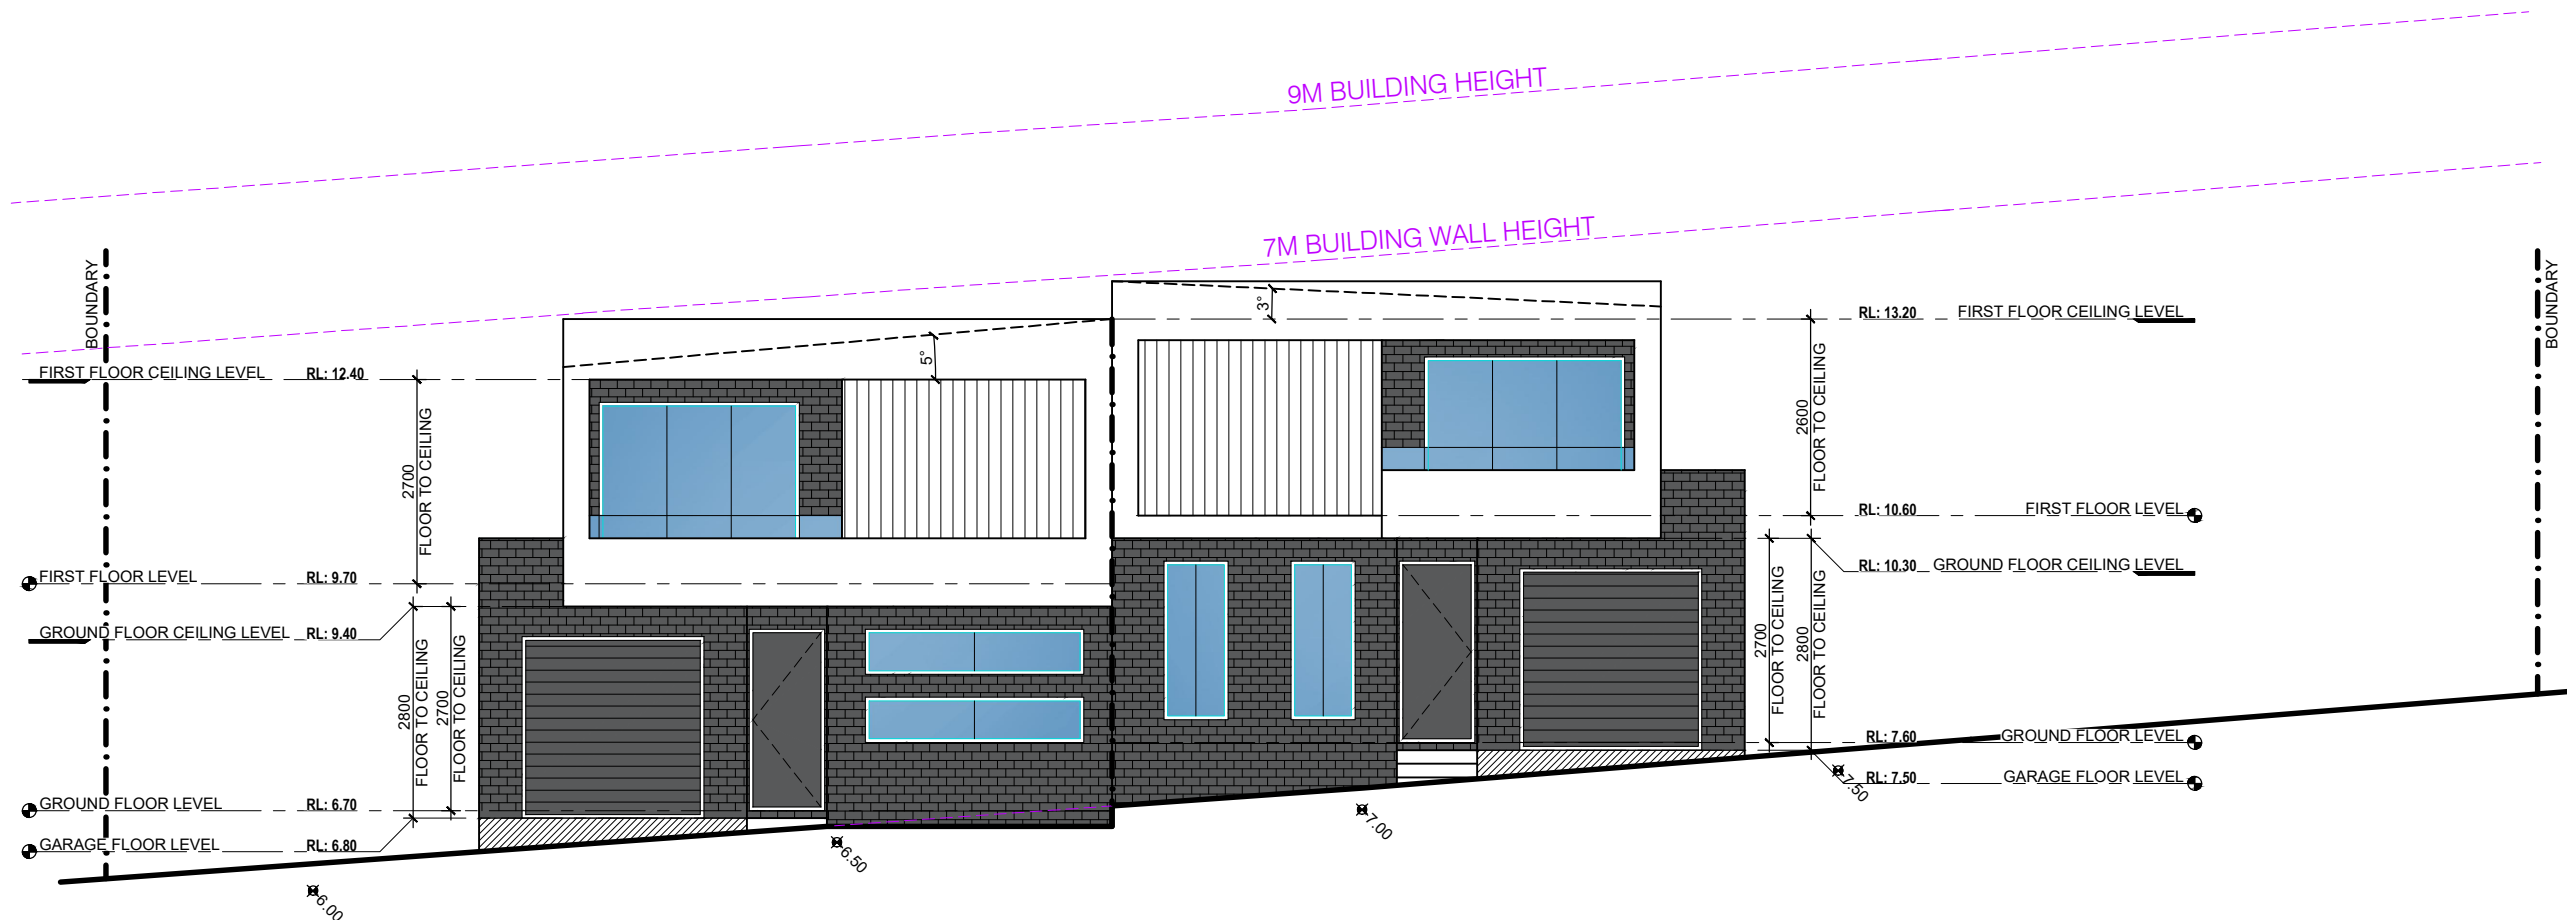 9M BUILDING HEIGHT
7M BUILDING WALL HEIGHT
BOUNDARY
BOUNDARY
FIRST FLOOR CEILING LEVEL RL: 12.40
2700
FLOOR TO CEILING
FIRST FLOOR LEVEL RL: 9.70
GROUND FLOOR CEILING LEVEL RL: 9.40
2800
FLOOR TO CEILING
2700
FLOOR TO CEILING
GROUND FLOOR LEVEL RL: 6.70
GARAGE FLOOR LEVEL RL: 6.80
5°
3°
RL: 13.20 FIRST FLOOR CEILING LEVEL
2600
FLOOR TO CEILING
RL: 10.60 FIRST FLOOR LEVEL
RL: 10.30 GROUND FLOOR CEILING LEVEL
2700
FLOOR TO CEILING
2800
FLOOR TO CEILING
RL: 7.60 GROUND FLOOR LEVEL
RL: 7.50 GARAGE FLOOR LEVEL
6.00
6.50
7.00
7.50